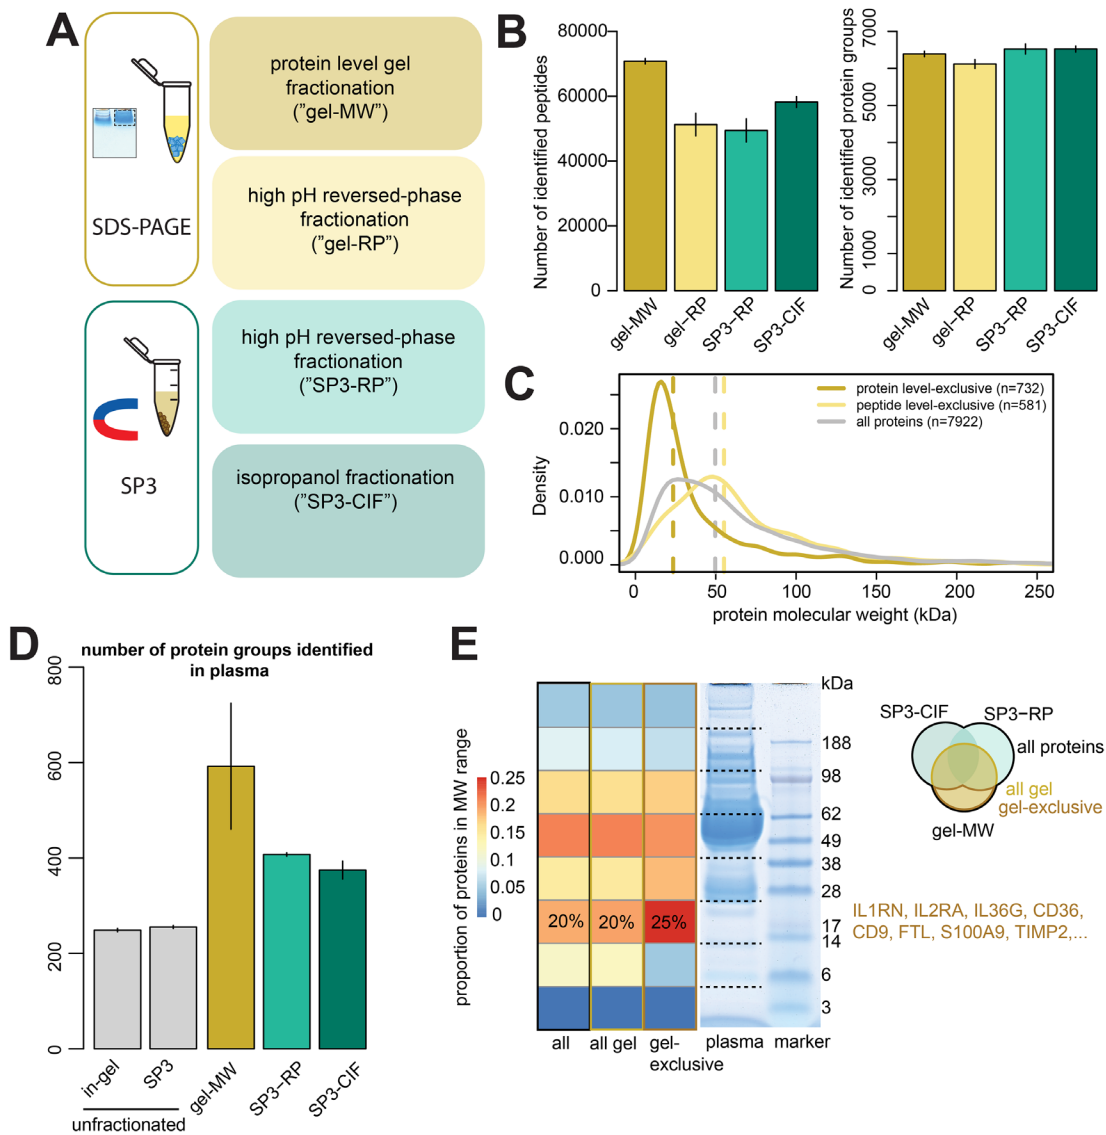 A
SDS-PAGE
protein level gel
fractionation
("gel-MW")
high pH reversed-phase
fractionation
("gel-RP")
SP3
high pH reversed-phase
fractionation
("SP3-RP")
isopropanol fractionation
("SP3-CIF")
B
Number of identified peptides
80000
60000
40000
20000
0
gel-MW
gel-RP
SP3-RP
SP3-CIF
Number of identified protein groups
7000
5000
3000
2000
1000
0
gel-MW
gel-RP
SP3-RP
SP3-CIF
C
Density
0.020
0.010
0.000
protein level-exclusive (n=732)
peptide level-exclusive (n=581)
all proteins (n=7922)
0 50 100 150 200 250
protein molecular weight (kDa)
D
number of protein groups identified
in plasma
800
600
400
200
0
in-gel
SP3
gel-MW
SP3-RP
SP3-CIF
unfractionated
E
proportion of proteins in MW range
0.25
0.2
0.15
0.1
0.05
0
20% 20% 25%
all
all gel
gel-
exclusive
plasma
marker
kDa
188
98
62
49
38
28
17
14
6
3
SP3-CIF
SP3-RP
all proteins
all gel
gel-exclusive
gel-MW
IL1RN, IL2RA, IL36G, CD36,
CD9, FTL, S100A9, TIMP2,...